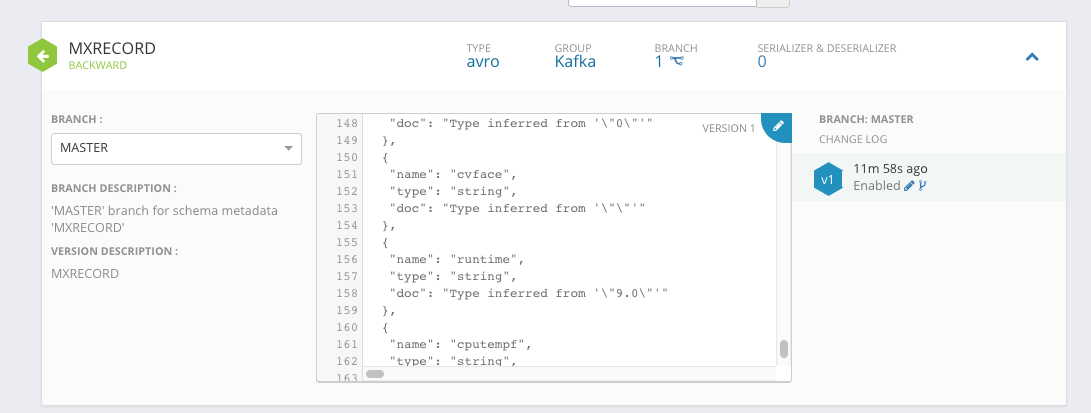 MXRECORD
BACKWARD
TYPE
avro
GROUP
Kafka
BRANCH
1
SERIALIZER & DESERIALIZER
0
BRANCH :
MASTER
BRANCH DESCRIPTION :
'MASTER' branch for schema metadata
'MXRECORD'
VERSION DESCRIPTION :
MXRECORD
VERSION 1
148 "doc": "Type inferred from '\"0\"'"
149 },
150 {
151 "name": "cvface",
152 "type": "string",
153 "doc": "Type inferred from '\"\"'"
154 },
155 {
156 "name": "runtime",
157 "type": "string",
158 "doc": "Type inferred from '\"9.0\"'"
159 },
160 {
161 "name": "cputempf",
162 "type": "string",
163
BRANCH: MASTER
CHANGE LOG
v1
11m 58s ago
Enabled